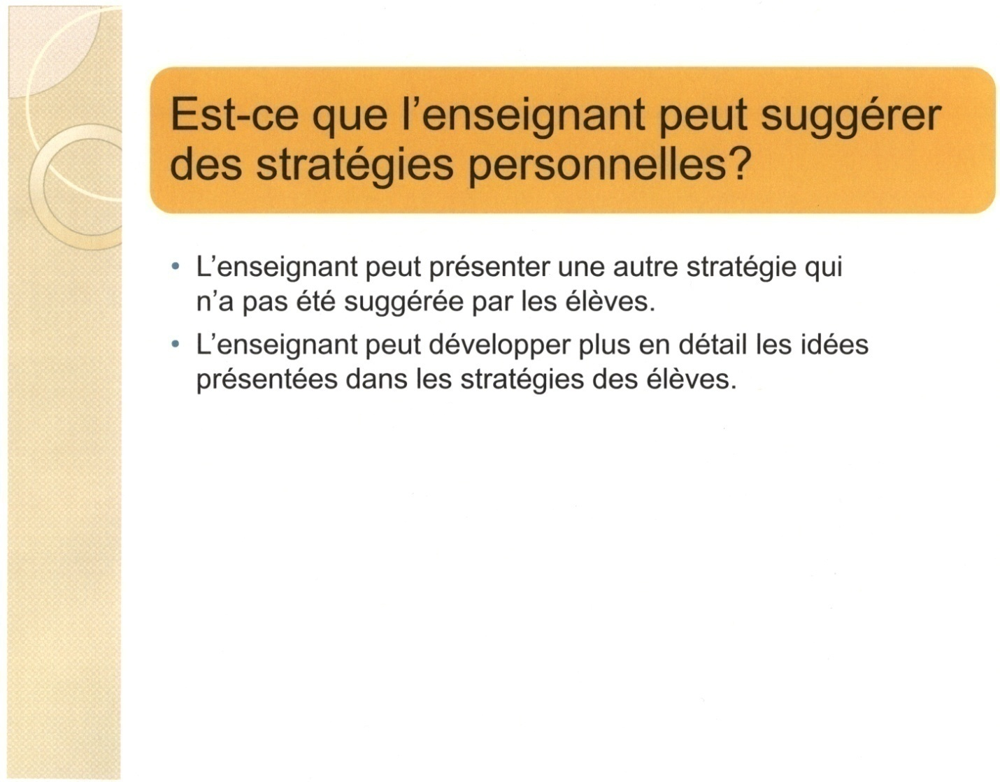 Est-ce que l’enseignant peut suggérer
des stratégies personnelles?
• L’enseignant peut présenter une autre stratégie qui
n’a pas été suggérée par les élèves.
• L’enseignant peut développer plus en détail les idées
présentées dans les stratégies des élèves.